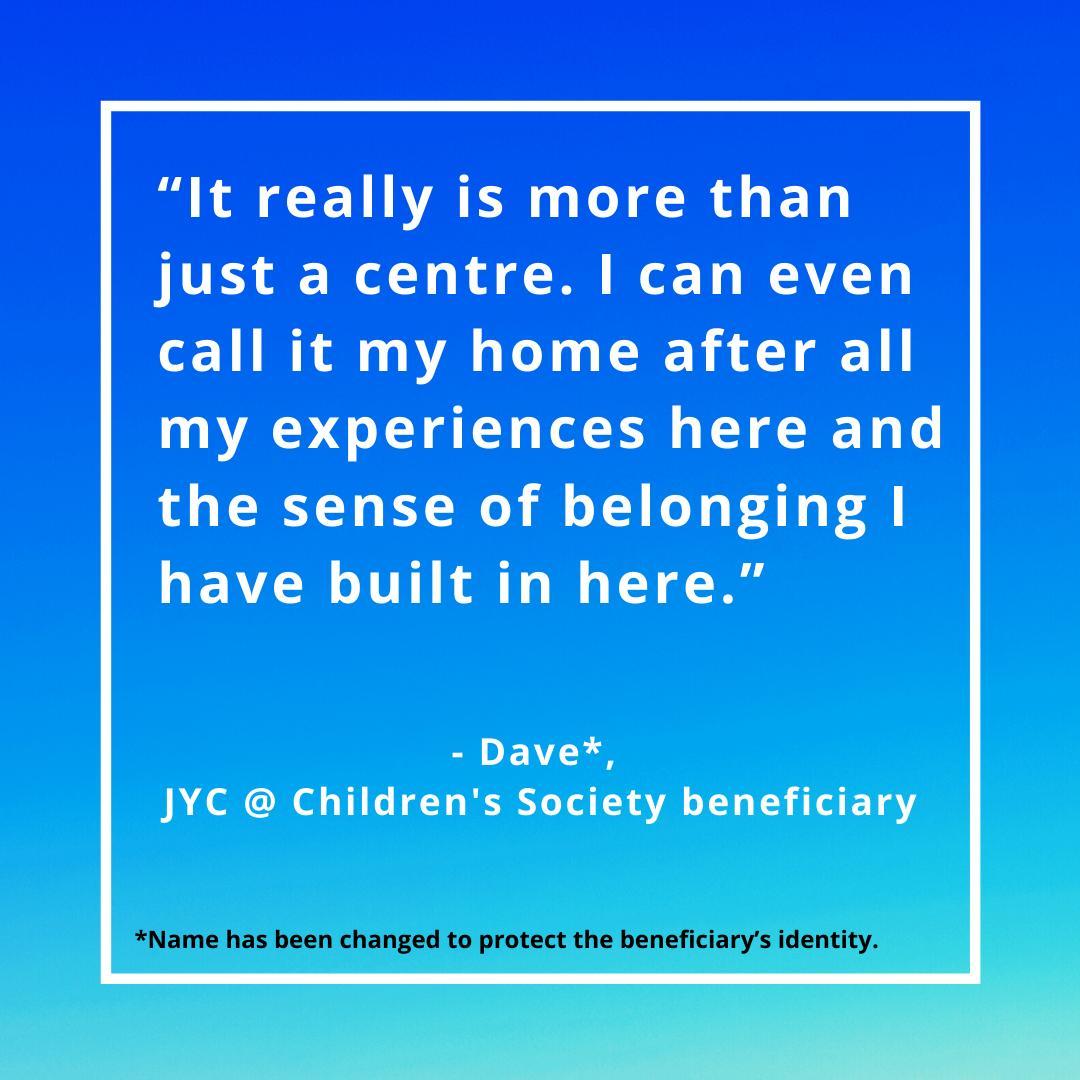 “It really is more than
just a centre. I can even
call it my home after all
my experiences here and
the sense of belonging I
have built in here.”
- Dave*,
JYC @ Children's Society beneficiary
*Name has been changed to protect the beneficiary’s identity.